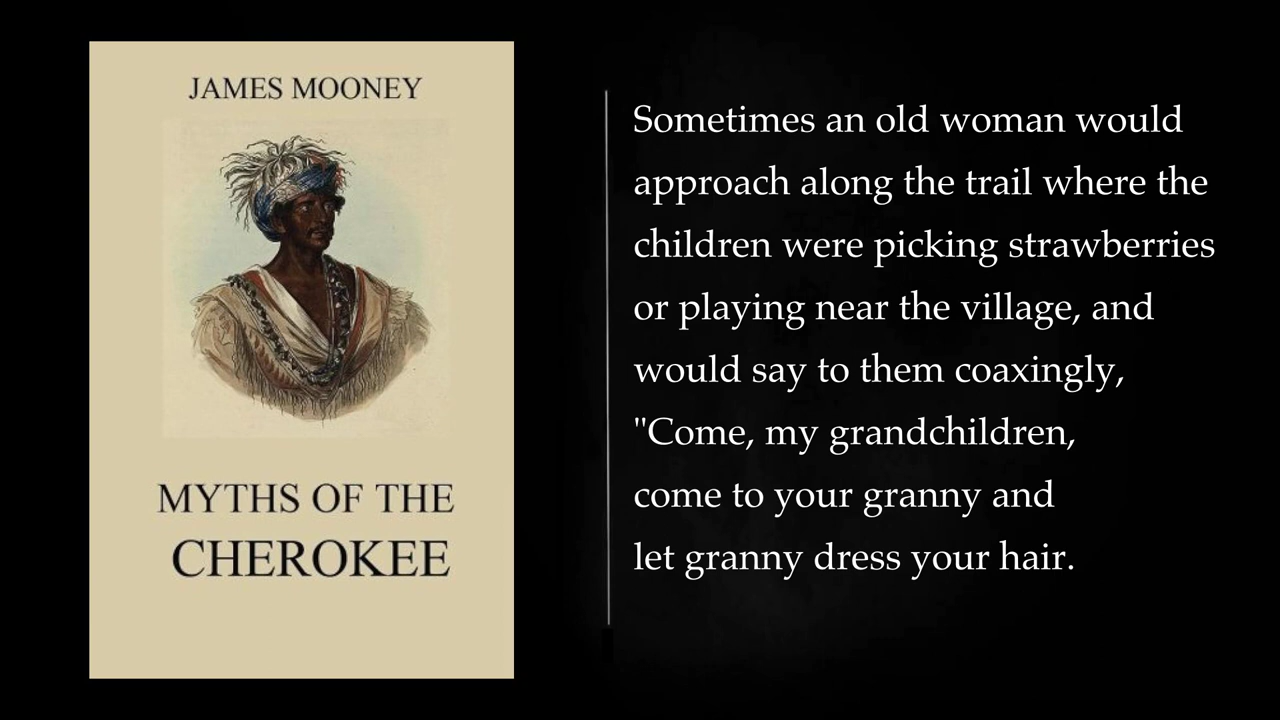 JAMES MOONEY
MYTHS OF THE
CHEROKEE
Sometimes an old woman would
approach along the trail where the
children were picking strawberries
or playing near the village, and
would say to them coaxingly,
"Come, my grandchildren,
come to your granny and
let granny dress your hair.